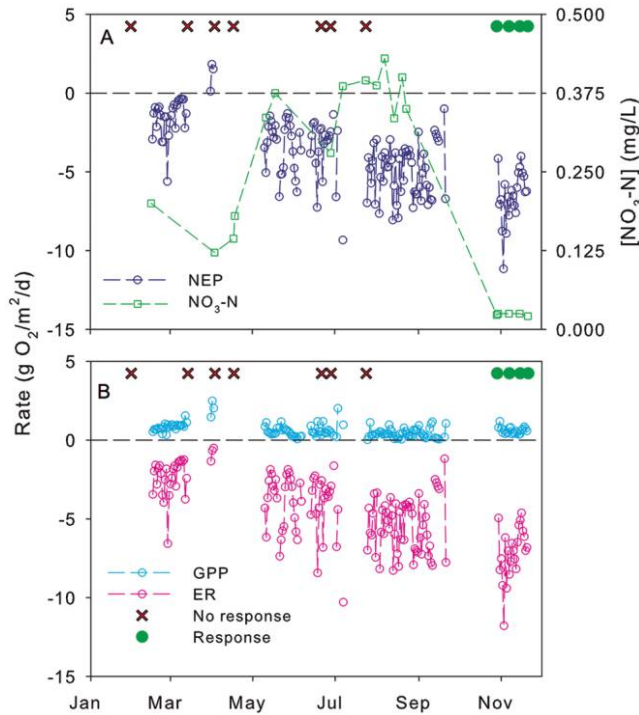 5
0
-5
-10
-15
A
NEP
NO3-N
0.500
0.375
0.250
0.125
0.000
[NO3-N] (mg/L)
Rate (g O2/m2/d)
5
0
-5
-10
-15
B
GPP
ER
No response
Response
Jan Mar May Jul Sep Nov